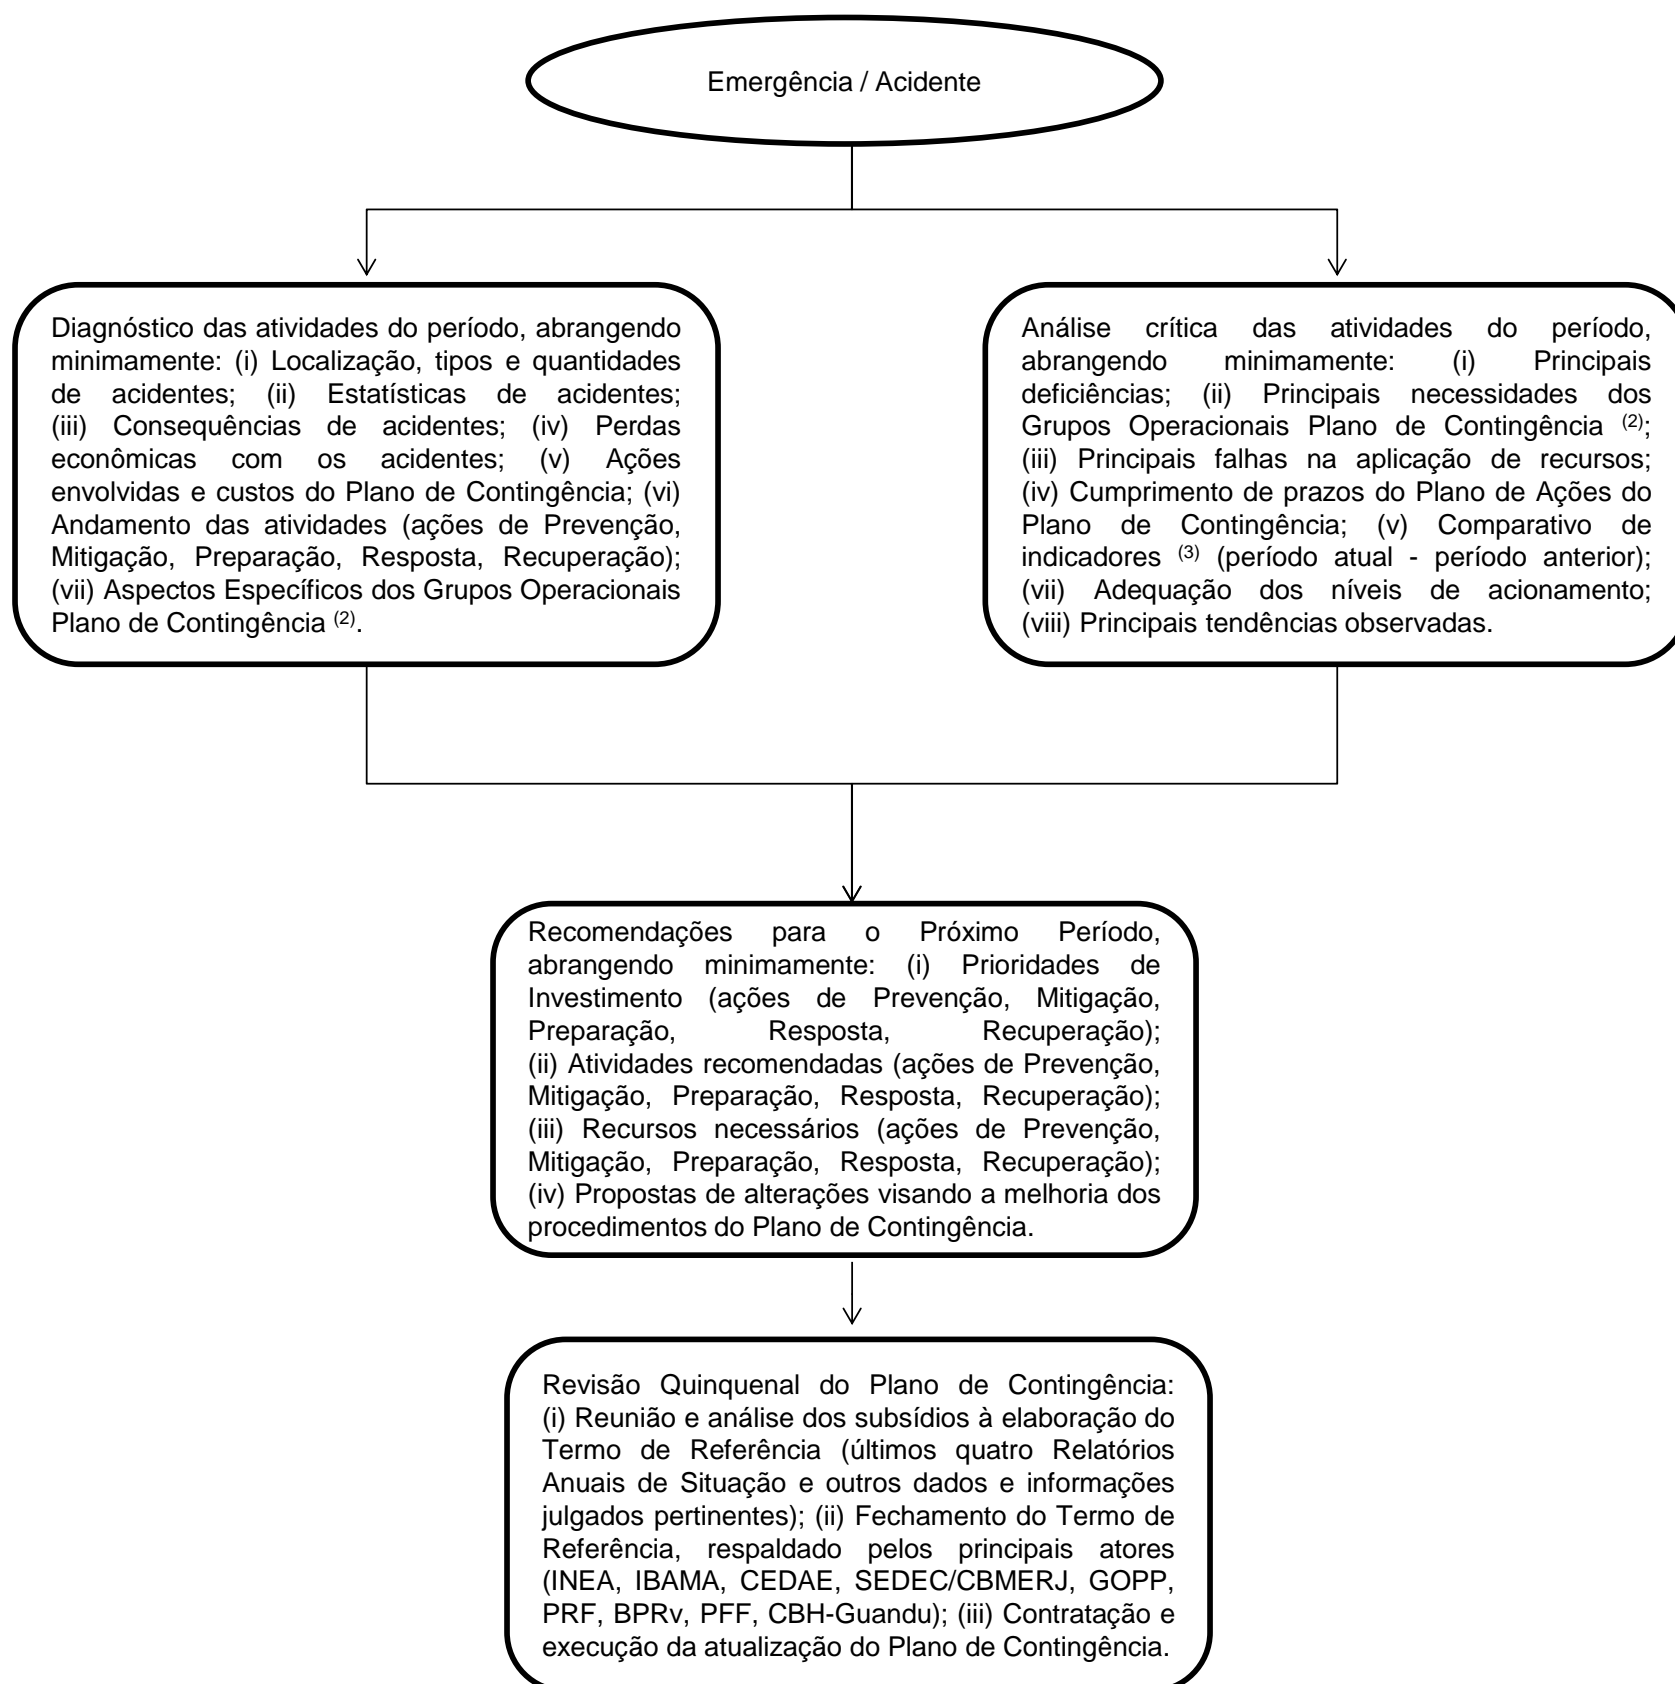 Emergência / Acidente
Diagnóstico das atividades do período, abrangendo
minimamente: (i) Localização, tipos e quantidades
de acidentes; (ii) Estatísticas de acidentes;
(iii) Consequências de acidentes; (iv) Perdas
econômicas com os acidentes; (v) Ações
envolvidas e custos do Plano de Contingência; (vi)
Andamento das atividades (ações de Prevenção,
Mitigação, Preparação, Resposta, Recuperação);
(vii) Aspectos Específicos dos Grupos Operacionais
Plano de Contingência (2).
Análise crítica das atividades do período,
abrangendo minimamente: (i) Principais
deficiências; (ii) Principais necessidades dos
Grupos Operacionais Plano de Contingência (2);
(iii) Principais falhas na aplicação de recursos;
(iv) Cumprimento de prazos do Plano de Ações do
Plano de Contingência; (v) Comparativo de
indicadores (3) (período atual - período anterior);
(vii) Adequação dos níveis de acionamento;
(viii) Principais tendências observadas.
Recomendações para o Próximo Período,
abrangendo minimamente: (i) Prioridades de
Investimento (ações de Prevenção, Mitigação,
Preparação, Resposta, Recuperação);
(ii) Atividades recomendadas (ações de Prevenção,
Mitigação, Preparação, Resposta, Recuperação);
(iii) Recursos necessários (ações de Prevenção,
Mitigação, Preparação, Resposta, Recuperação);
(iv) Propostas de alterações visando a melhoria dos
procedimentos do Plano de Contingência.
Revisão Quinquenal do Plano de Contingência:
(i) Reunião e análise dos subsídios à elaboração do
Termo de Referência (últimos quatro Relatórios
Anuais de Situação e outros dados e informações
julgados pertinentes); (ii) Fechamento do Termo de
Referência, respaldado pelos principais atores
(INEA, IBAMA, CEDAE, SEDEC/CBMERJ, GOPP,
PRF, BPRv, PFF, CBH-Guandu); (iii) Contratação e
execução da atualização do Plano de Contingência.